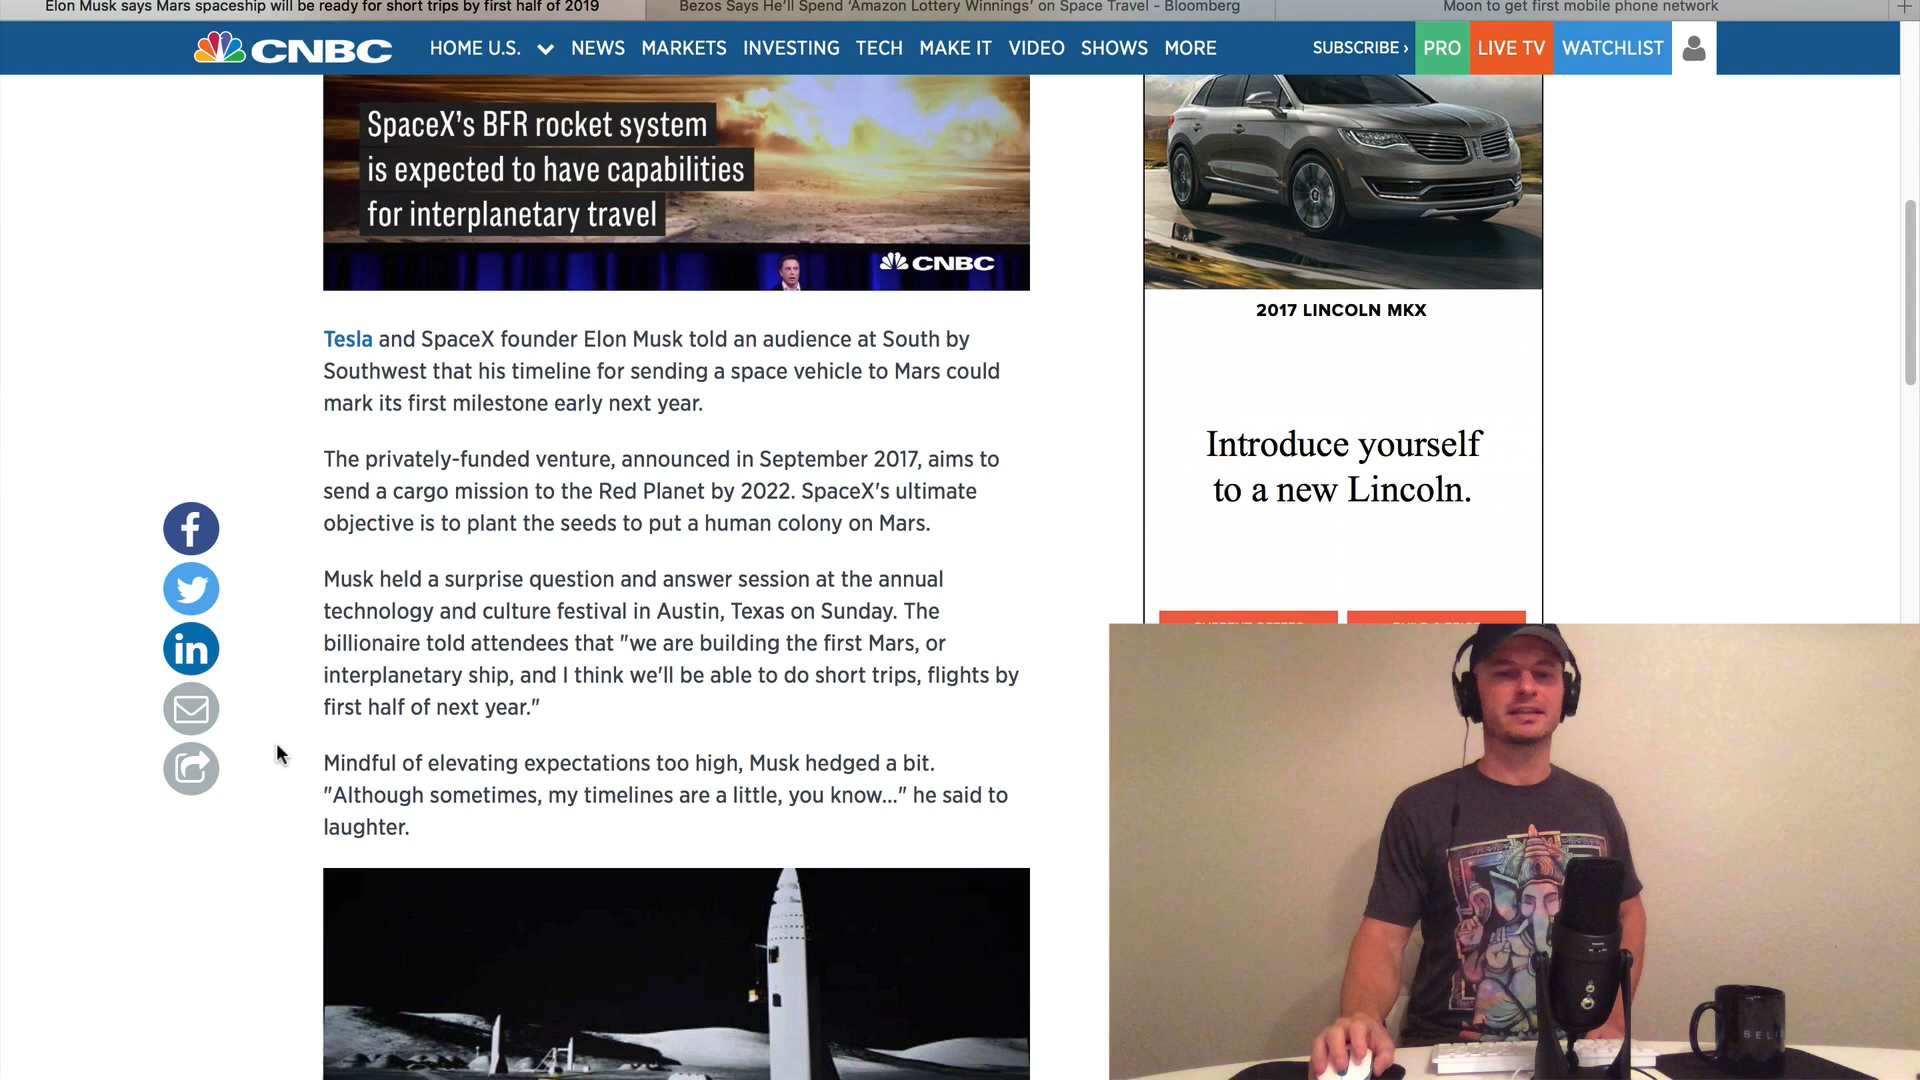 Elon Musk says Mars spaceship will be ready for short trips by first half of 2019
Bezos Says He'll Spend ‘Amazon Lottery Winnings’ on Space Travel - Bloomberg
Moon to get first mobile phone network
CNBC
HOME U.S.
NEWS
MARKETS
INVESTING
TECH
MAKE IT
VIDEO
SHOWS
MORE
SUBSCRIBE ›
PRO
LIVE TV
WATCHLIST
SpaceX’s BFR rocket system
is expected to have capabilities
for interplanetary travel
CNBC
Tesla and SpaceX founder Elon Musk told an audience at South by
Southwest that his timeline for sending a space vehicle to Mars could
mark its first milestone early next year.
The privately-funded venture, announced in September 2017, aims to
send a cargo mission to the Red Planet by 2022. SpaceX's ultimate
objective is to plant the seeds to put a human colony on Mars.
Musk held a surprise question and answer session at the annual
technology and culture festival in Austin, Texas on Sunday. The
billionaire told attendees that "we are building the first Mars, or
interplanetary ship, and I think we'll be able to do short trips, flights by
first half of next year."
Mindful of elevating expectations too high, Musk hedged a bit.
"Although sometimes, my timelines are a little, you know..." he said to
laughter.
2017 LINCOLN MKX
Introduce yourself
to a new Lincoln.